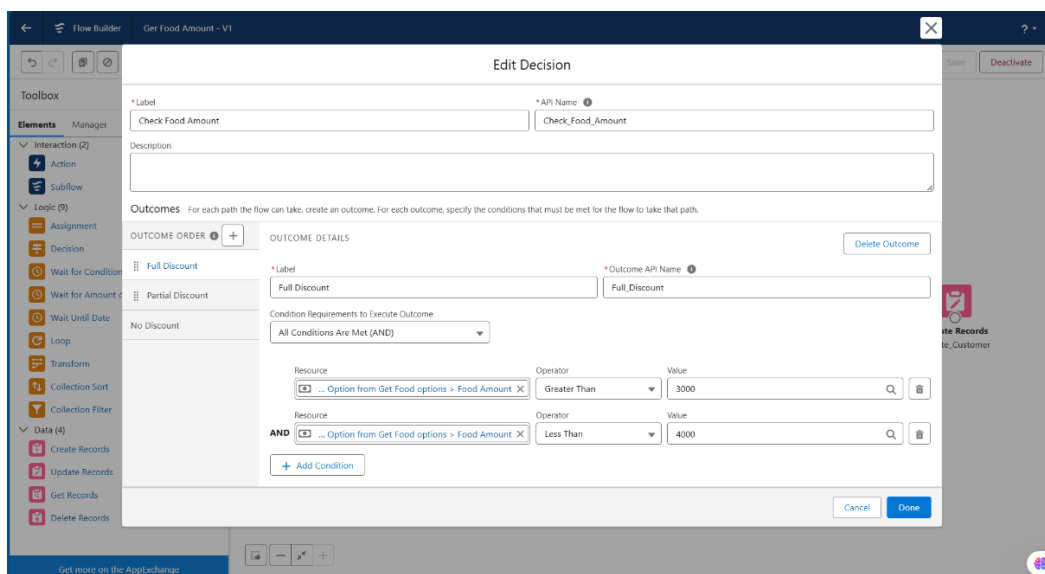 Flow Builder
Ger Food Amount - V1
?
Save
Deactivate
Edit Decision
Toolbox
Elements
Manager
Interaction (2)
Action
Subflow
Logic (9)
Assignment
Decision
Wait for Condition
Wait for Amount
Wait Until Date
Loop
Transform
Collection Sort
Collection Filter
Data (4)
Create Records
Update Records
Get Records
Delete Records
Get more on the AppExchange
* Label
* API Name
Check Food Amount
Check_Food_Amount
Description
Outcomes For each path the flow can take, create an outcome. For each outcome, specify the conditions that must be met for the flow to take that path.
OUTCOME ORDER
OUTCOME DETAILS
Delete Outcome
Full Discount
Partial Discount
No Discount
* Label
* Outcome API Name
Full Discount
Full_Discount
Condition Requirements to Execute Outcome
All Conditions Are Met (AND)
Resource
Operator
Value
... Option from Get Food options > Food Amount
Greater Than
3000
Resource
Operator
Value
AND
... Option from Get Food options > Food Amount
Less Than
4000
+ Add Condition
Cancel
Done
ate Records
te_Customer